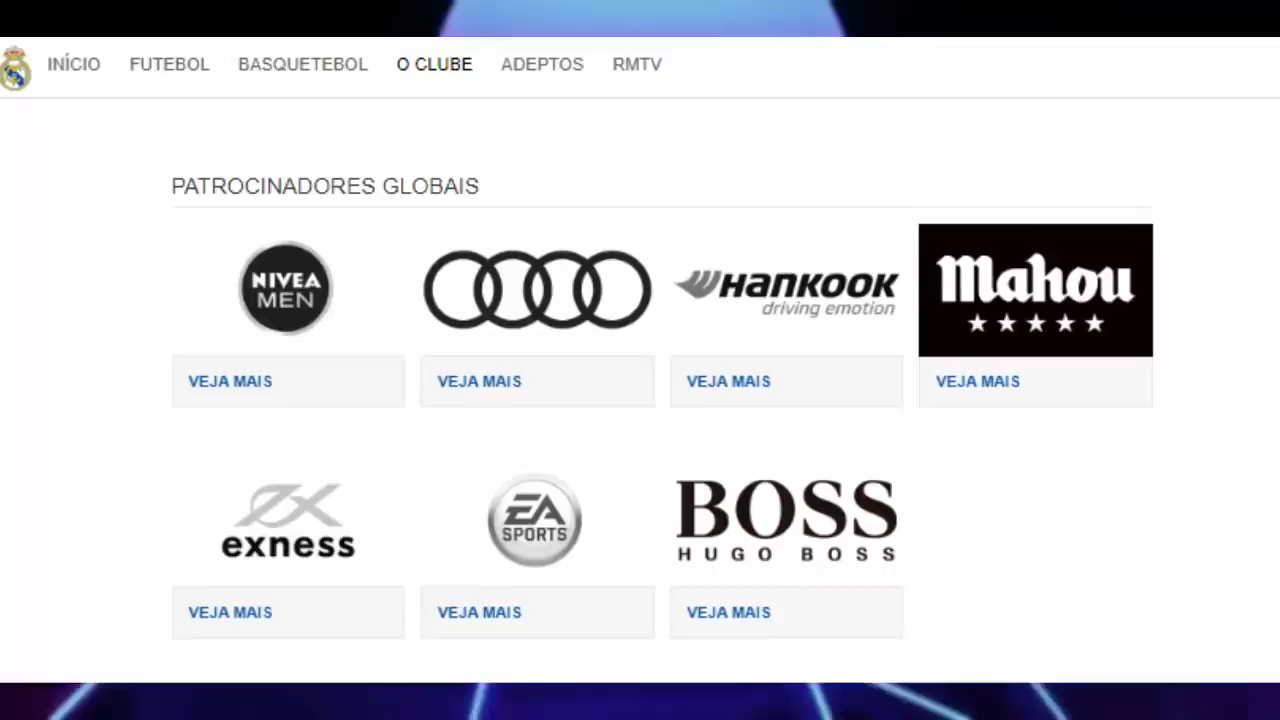 INÍCIO FUTEBOL BASQUETEBOL O CLUBE ADEPTOS RMTV
PATROCINADORES GLOBAIS
NIVEA
MEN
HANKOOK
driving emotion
Mahou
VEJA MAIS VEJA MAIS VEJA MAIS VEJA MAIS
exness
EA
SPORTS
BOSS
HUGO BOSS
VEJA MAIS VEJA MAIS VEJA MAIS